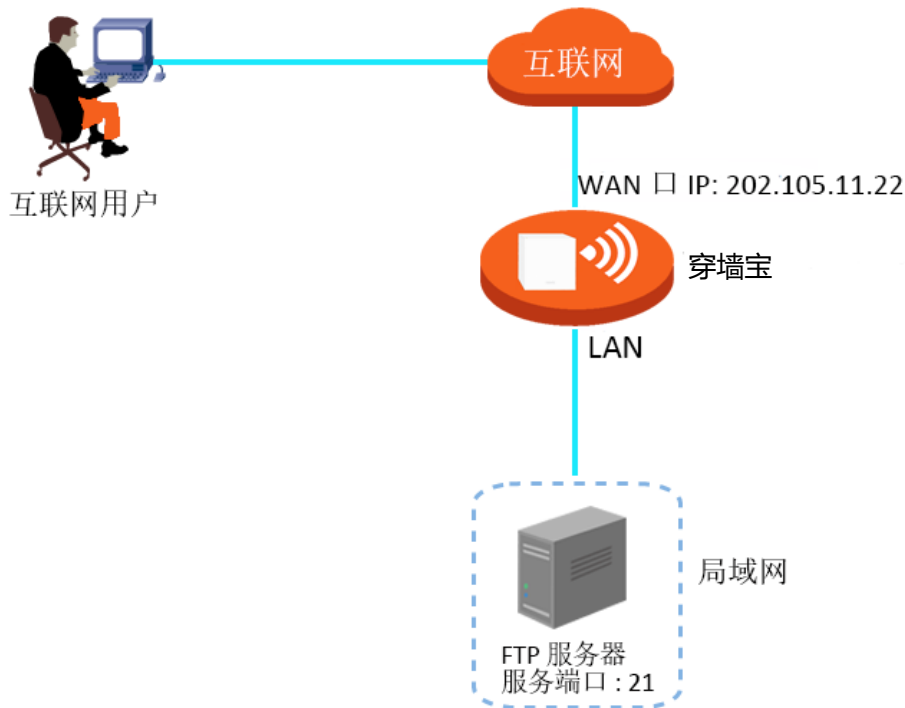 互联网
互联网用户
WAN 口 IP: 202.105.11.22
穿墙宝
LAN
局域网
FTP 服务器
服务端口 : 21